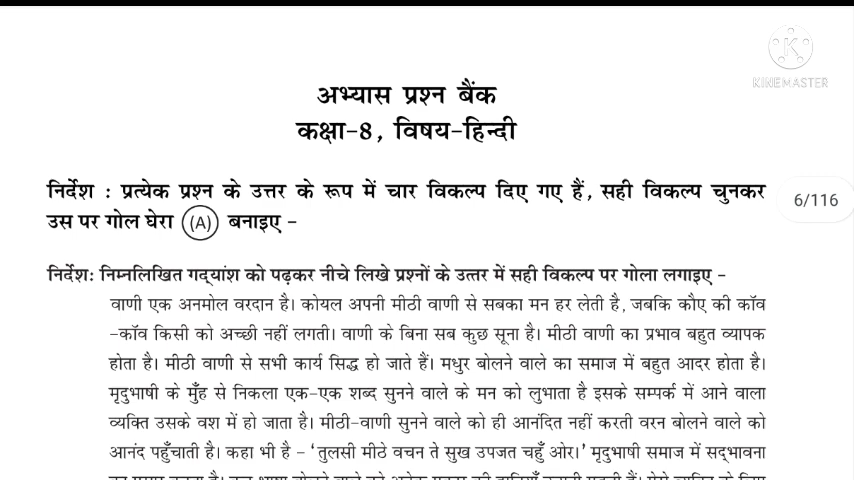 KINEMASTER
अभ्यास प्रश्न बैंक
कक्षा-8, विषय-हिन्दी
निर्देश : प्रत्येक प्रश्न के उत्तर के रूप में चार विकल्प दिए गए हैं, सही विकल्प चुनकर
6/116
उस पर गोल घेरा (A) बनाइए -
निर्देश: निम्नलिखित गद्यांश को पढ़कर नीचे लिखे प्रश्नों के उत्तर में सही विकल्प पर गोला लगाइए -
वाणी एक अनमोल वरदान है। कोयल अपनी मीठी वाणी से सबका मन हर लेती है, जबकि कौए की कॉव
-कॉव किसी को अच्छी नहीं लगती। वाणी के बिना सब कुछ सूना है। मीठी वाणी का प्रभाव बहुत व्यापक
होता है। मीठी वाणी से सभी कार्य सिद्ध हो जाते हैं। मधुर बोलने वाले का समाज में बहुत आदर होता है।
मृदुभाषी के मुँह से निकला एक-एक शब्द सुनने वाले के मन को लुभाता है इसके सम्पर्क में आने वाला
व्यक्ति उसके वश में हो जाता है। मीठी-वाणी सुनने वाले को ही आनंदित नहीं करती वरन बोलने वाले को
आनंद पहुँचाती है। कहा भी है - 'तुलसी मीठे वचन ते सुख उपजत चहुँ ओर।' मृदुभाषी समाज में सद्भावना